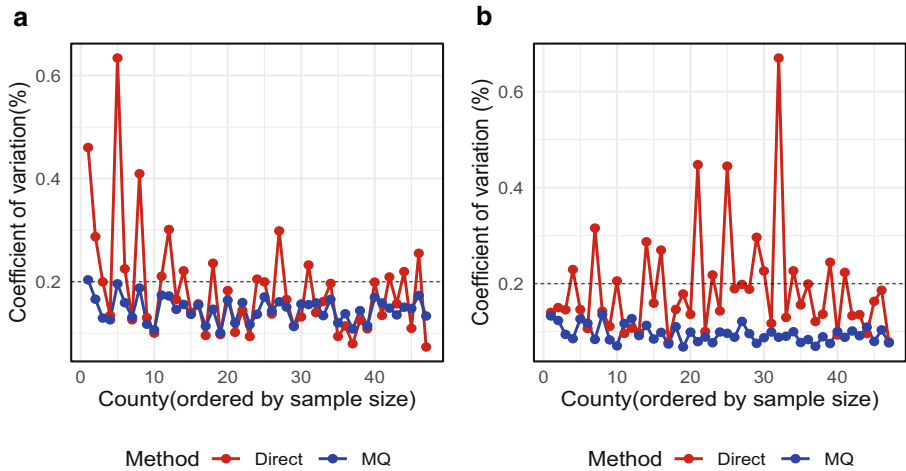 a
Coefficient of variation(%)
0.6
0.4
0.2
0 10 20 30 40
County(ordered by sample size)
Method Direct MQ
b
Coefficient of variation (%)
0.6
0.4
0.2
0 10 20 30 40
County(ordered by sample size)
Method Direct MQ